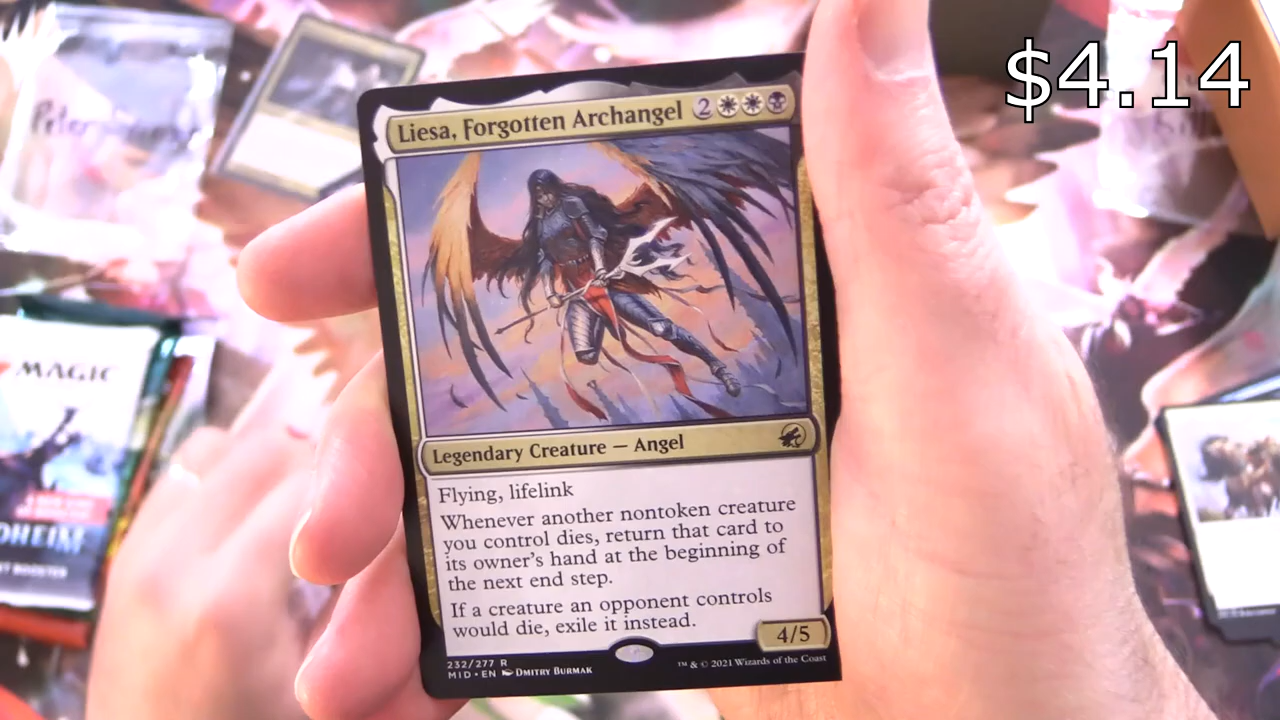 $4.14
Liesa, Forgotten Archangel 2
Legendary Creature — Angel
Flying, lifelink
Whenever another nontoken creature
you control dies, return that card to
its owner's hand at the beginning of
the next end step.
If a creature an opponent controls
would die, exile it instead.
4/5
232/277 R
MID • EN DMITRY BURMAK
™ & © 2021 Wizards of the Coast
MAGIC